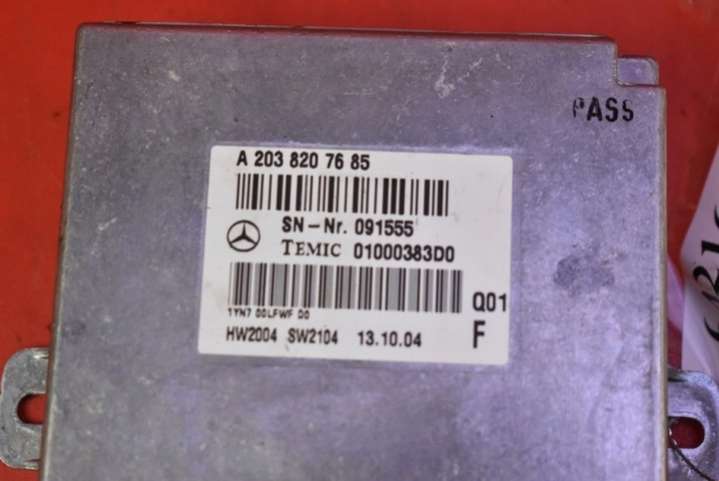 PASS
A 203 820 76 85
SN-Nr. 091555
TEMIC 01000383D0
Q01
1YN7 00LFWF D0
HW2004 SW2104 13.10.04 F